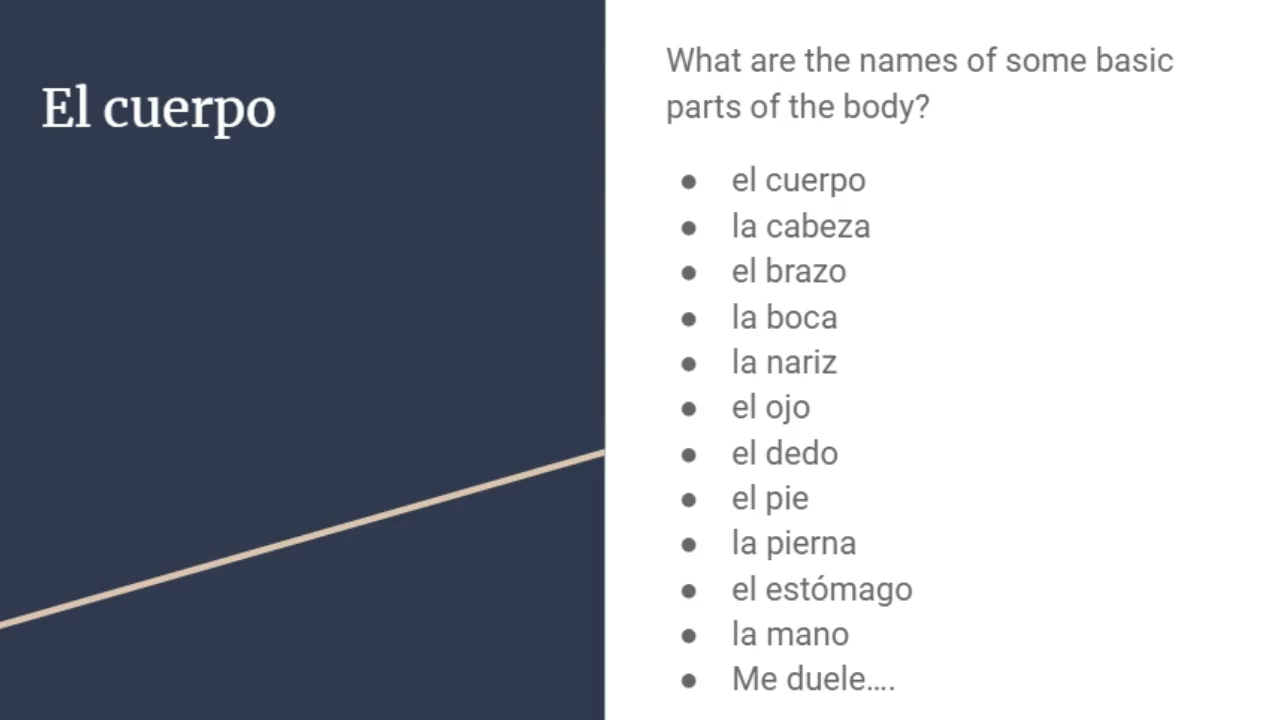 El cuerpo
What are the names of some basic
parts of the body?
● el cuerpo
● la cabeza
● el brazo
● la boca
● la nariz
● el ojo
● el dedo
● el pie
● la pierna
● el estómago
● la mano
● Me duele....